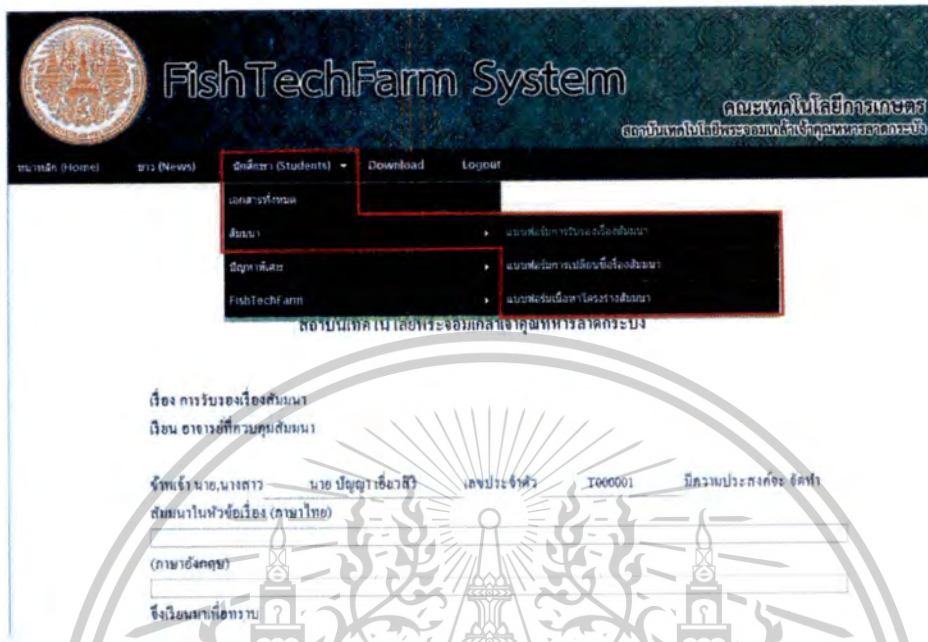 FishTechFarm System
คณะเทคโนโลยีการเกษตร
สถาบันเทคโนโลยีพระจอมเกล้าเจ้าคุณทหารลาดกระบัง
หน้าหลัก (Home) ข่าว (News) นักศึกษา (Students) Download Logout
เอกสารทั้งหมด
สัมมนา แบบฟอร์มการรับรองเรื่องสัมมนา
ปัญหาพิเศษ แบบฟอร์มการเปลี่ยนชื่อเรื่องสัมมนา
FishTechFarm แบบฟอร์มเนื้อหาโครงร่างสัมมนา
สถาบันเทคโนโลยีพระจอมเกล้าเจ้าคุณทหารลาดกระบัง
เรื่อง การรับรองเรื่องสัมมนา
เรียน อาจารย์ที่ควบคุมสัมมนา
ข้าพเจ้า นาย,นางสาว นาย ปัญญา เลขประจำตัว T000001 มีความประสงค์จะ จัดทำ
สัมมนาในหัวข้อเรื่อง (ภาษาไทย)
(ภาษาอังกฤษ)
จึงเรียนมาเพื่อทราบ